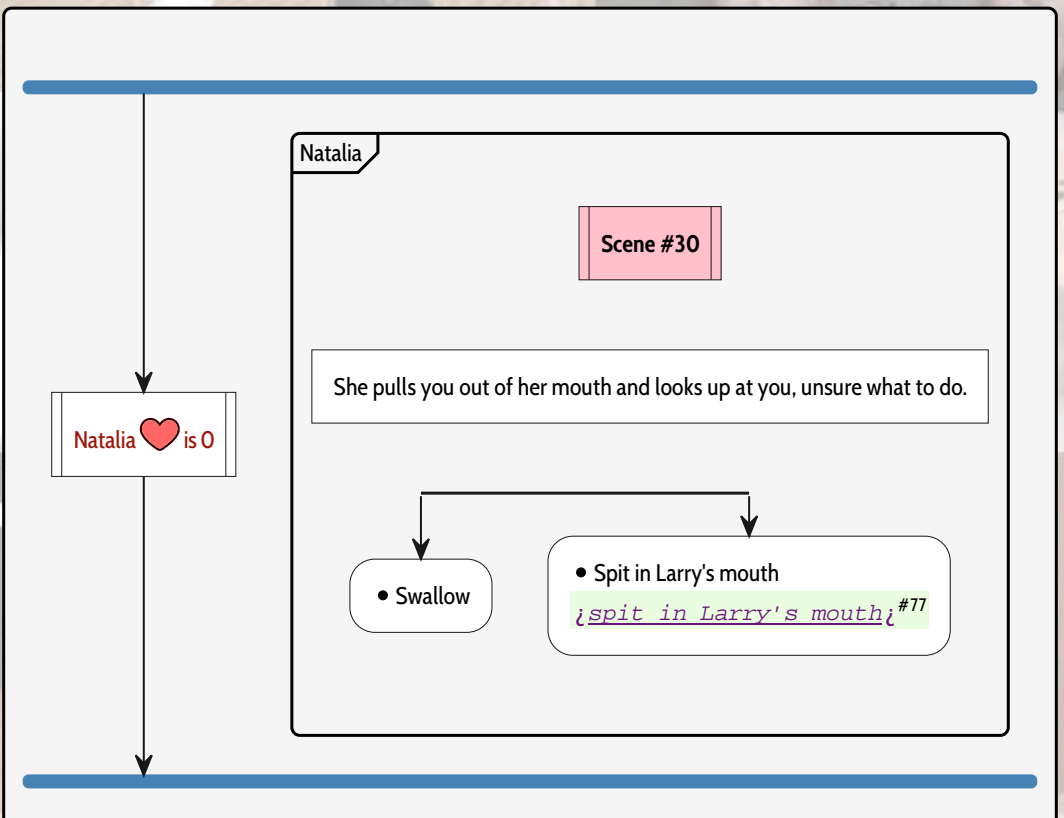 Natalia
Scene #30
She pulls you out of her mouth and looks up at you, unsure what to do.
Natalia is 0
• Swallow
• Spit in Larry's mouth
¿spit in Larry's mouth¿#77